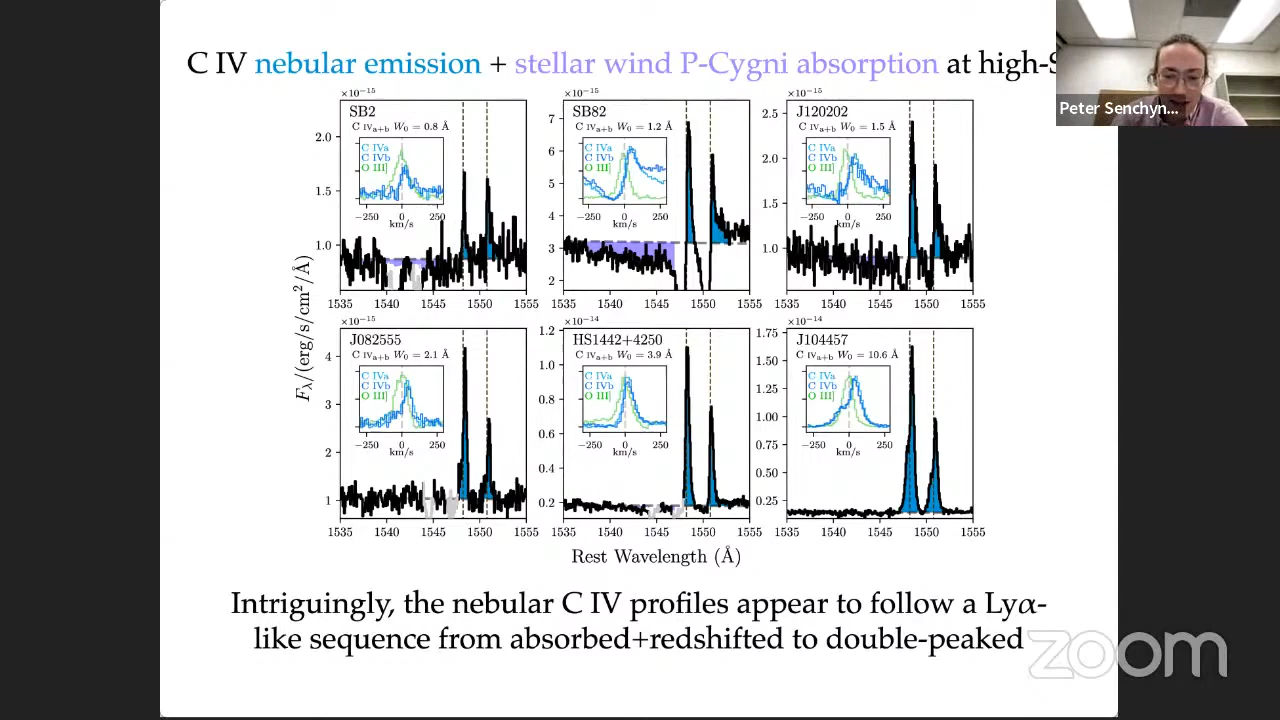 C IV nebular emission + stellar wind P-Cygni absorption at high-S
Peter Senchyn...
×10⁻¹⁵
SB2
C IVa+b W₀ = 0.8 Å
C IVa
C IVb
O III]
−250 0 250
km/s
2.0
1.5
1.0
1535 1540 1545 1550 1555
×10⁻¹⁵
SB82
C IVa+b W₀ = 1.2 Å
C IVa
C IVb
O III]
−250 0 250
km/s
7
6
5
4
3
2
1535 1540 1545 1550 1555
×10⁻¹⁵
J120202
C IVa+b W₀ = 1.5 Å
C IVa
C IVb
O III]
−250 0 250
km/s
2.5
2.0
1.5
1.0
1535 1540 1545 1550 1555
Fλ/(erg/s/cm²/Å)
×10⁻¹⁵
J082555
C IVa+b W₀ = 2.1 Å
C IVa
C IVb
O III]
−250 0 250
km/s
4
3
2
1
1535 1540 1545 1550 1555
×10⁻¹⁴
HS1442+4250
C IVa+b W₀ = 3.9 Å
C IVa
C IVb
O III]
−250 0 250
km/s
1.2
1.0
0.8
0.6
0.4
0.2
1535 1540 1545 1550 1555
×10⁻¹⁴
J104457
C IVa+b W₀ = 10.6 Å
C IVa
C IVb
O III]
−250 0 250
km/s
1.75
1.50
1.25
1.00
0.75
0.50
0.25
1535 1540 1545 1550 1555
Rest Wavelength (Å)
Intriguingly, the nebular C IV profiles appear to follow a Lyα-
like sequence from absorbed+redshifted to double-peaked
zoom